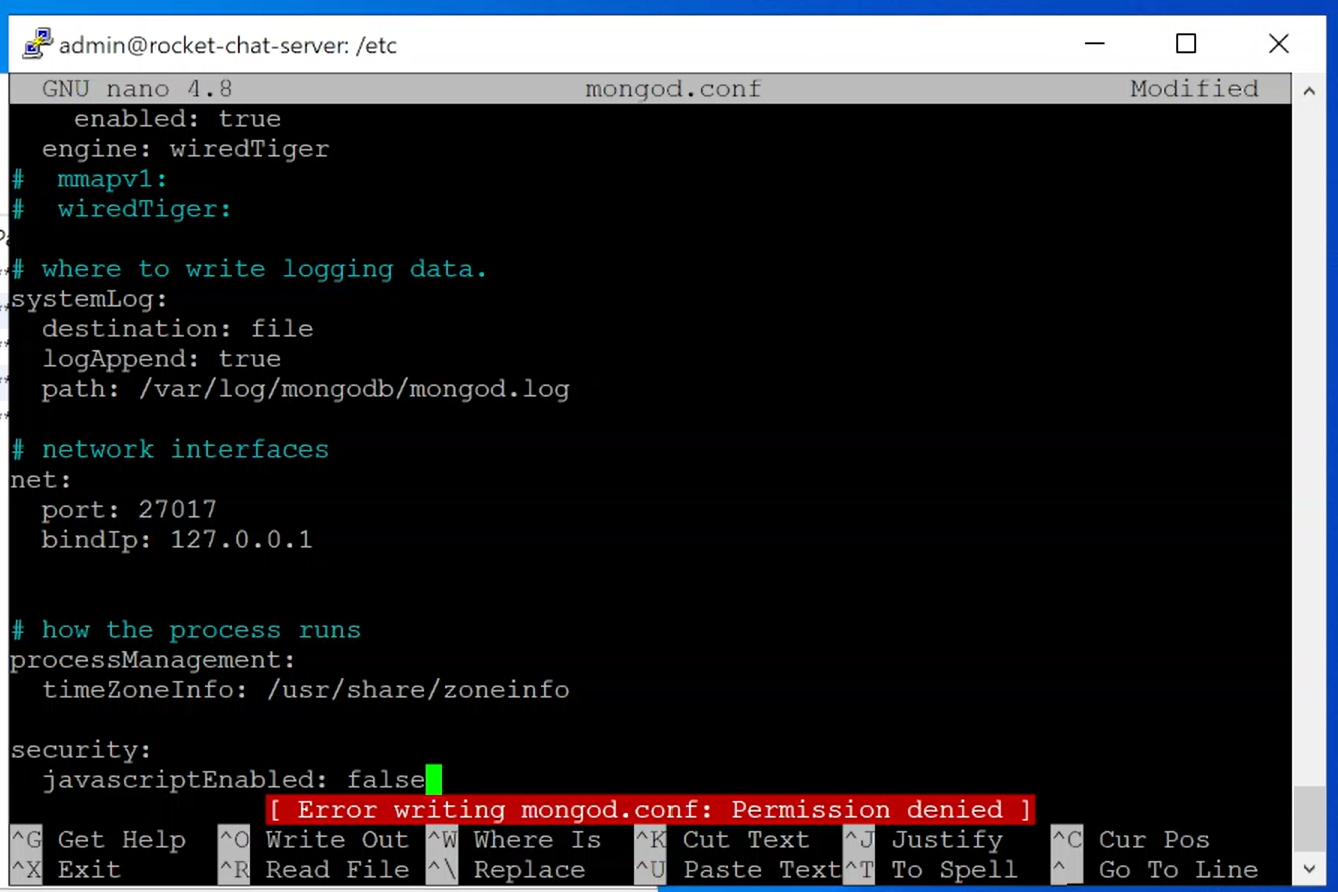 admin@rocket-chat-server: /etc
GNU nano 4.8 mongod.conf Modified
enabled: true
engine: wiredTiger
# mmapv1:
# wiredTiger:
# where to write logging data.
systemLog:
destination: file
logAppend: true
path: /var/log/mongodb/mongod.log
# network interfaces
net:
port: 27017
bindIp: 127.0.0.1
# how the process runs
processManagement:
timeZoneInfo: /usr/share/zoneinfo
security:
javascriptEnabled: false
[ Error writing mongod.conf: Permission denied ]
^G Get Help ^O Write Out ^W Where Is ^K Cut Text ^J Justify ^C Cur Pos
^X Exit ^R Read File ^\ Replace ^U Paste Text ^T To Spell ^_ Go To Line